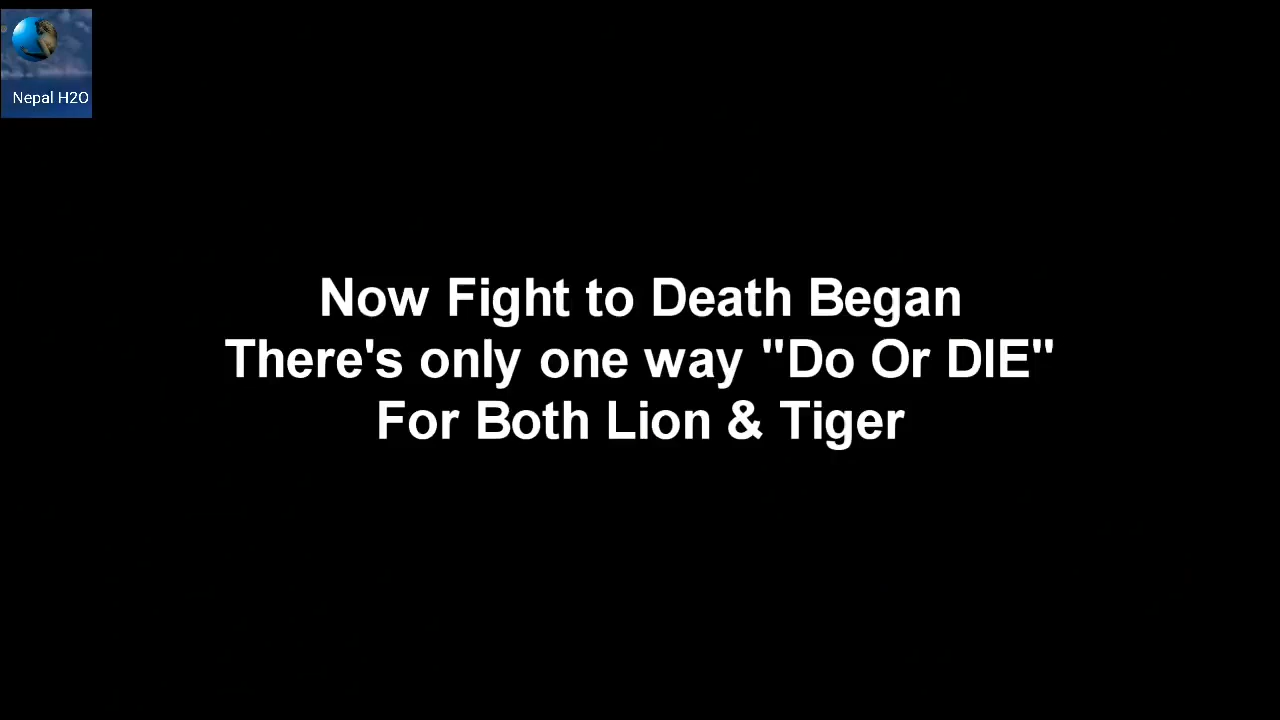 Nepal H2O
Now Fight to Death Began
There's only one way "Do Or DIE"
For Both Lion & Tiger